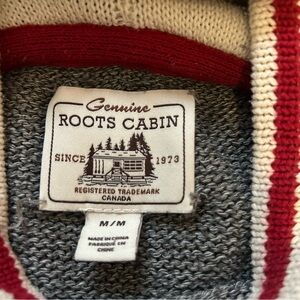 Genuine
ROOTS CABIN
SINCE 1973
REGISTERED TRADEMARK
CANADA
M/M
MADE IN CHINA
FABRIQUÉ EN
CHINE